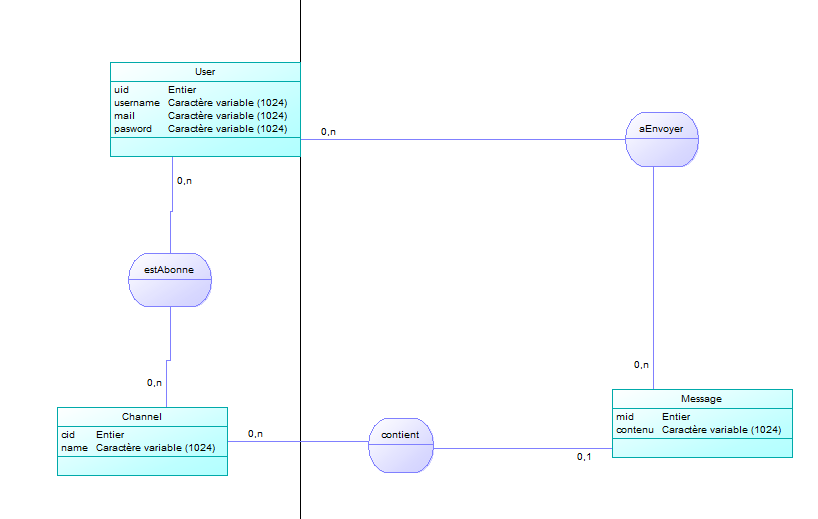 User
uid Entier
username Caractère variable (1024)
mail Caractère variable (1024)
pasword Caractère variable (1024)
0,n
aEnvoyer
0,n
estAbonne
0,n
0,n
Message
mid Entier
contenu Caractère variable (1024)
Channel
cid Entier
name Caractère variable (1024)
0,n
contient
0,1